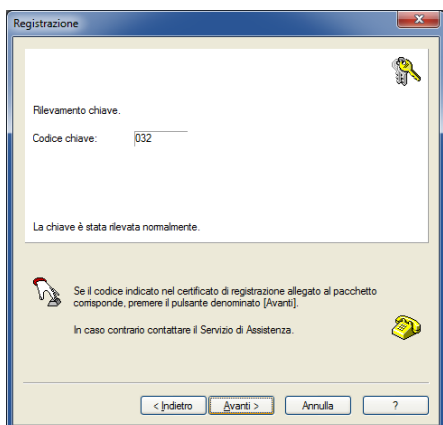 Registrazione
Rilevamento chiave.
Codice chiave: 032
La chiave è stata rilevata normalmente.
Se il codice indicato nel certificato di registrazione allegato al pacchetto
corrisponde, premere il pulsante denominato [Avanti].
In caso contrario contattare il Servizio di Assistenza.
< Indietro Avanti > Annulla ?